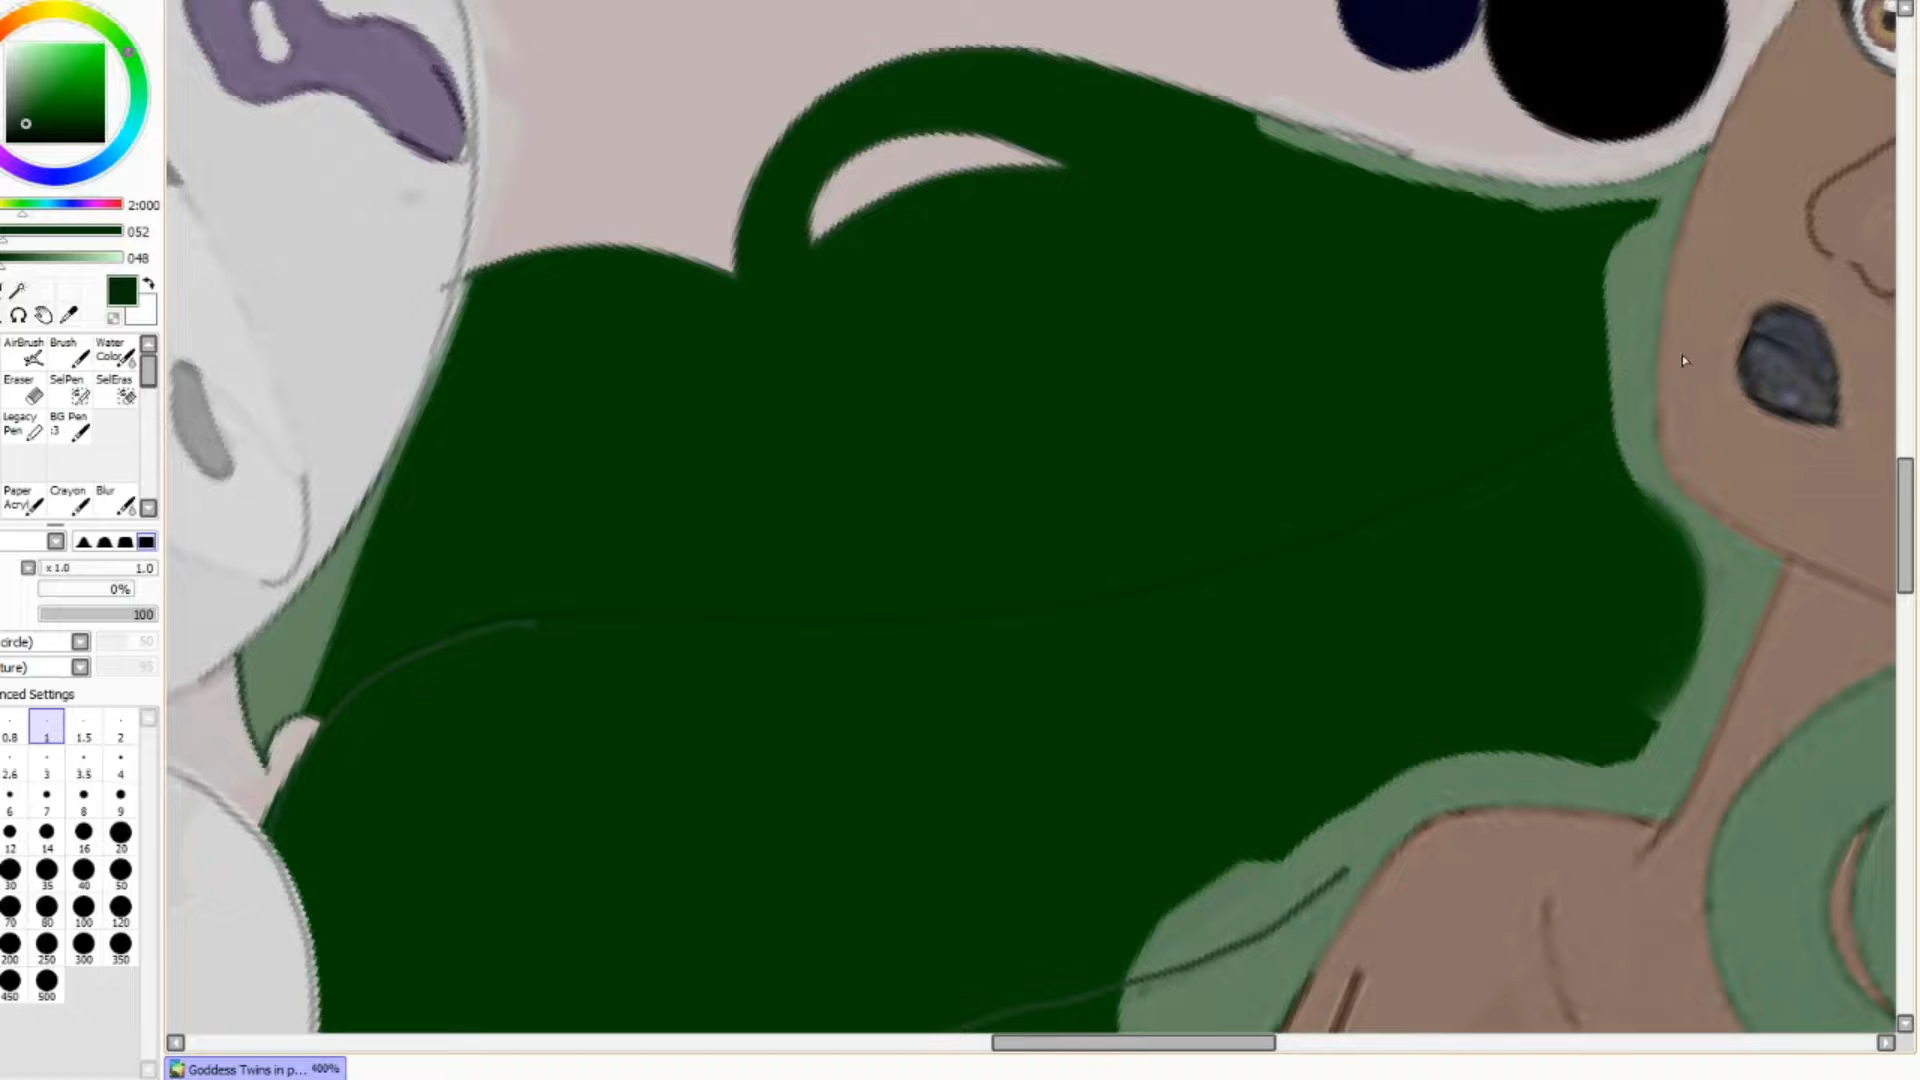 2:000
052
048
AirBrush Brush Water Color
Eraser SelPen SelEras
Legacy Pen BG Pen :3
Paper Acryl Crayon Blur
x 1.0 1.0
0%
100
circle) 50
ture) 95
nced Settings
0.8 1 1.5 2
2.6 3 3.5 4
6 7 8 9
12 14 16 20
30 35 40 50
70 80 100 120
200 250 300 350
450 500
Goddess Twins in p... 400%